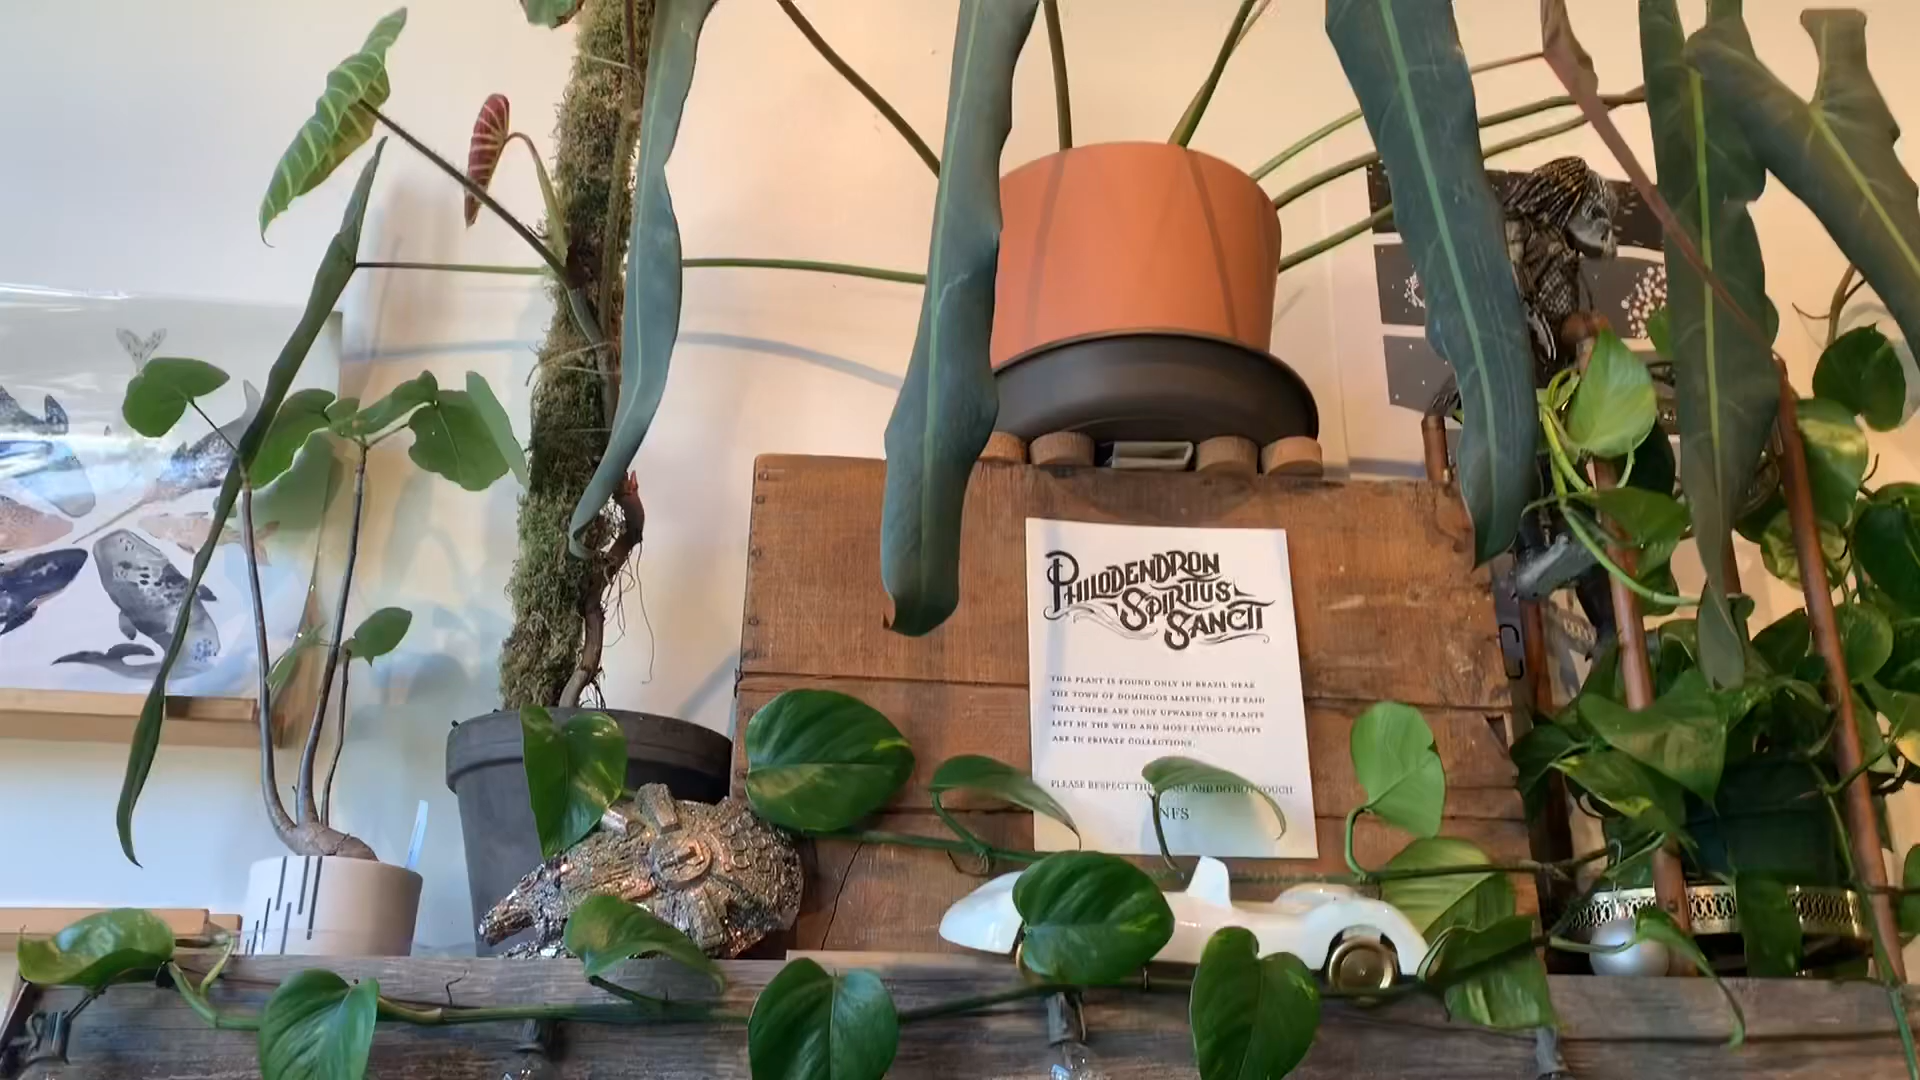 PHILODENDRON
SPIRITUS
SANCTI
THIS PLANT IS FOUND ONLY IN BRAZIL NEAR
THE TOWN OF DOMINGOS MARTINS. IT IS SAID
THAT THERE ARE ONLY UPWARDS OF 6 PLANTS
LEFT IN THE WILD AND MOST LIVING PLANTS
ARE IN PRIVATE COLLECTIONS.
PLEASE RESPECT AND DO NOT TOUCH
NFS